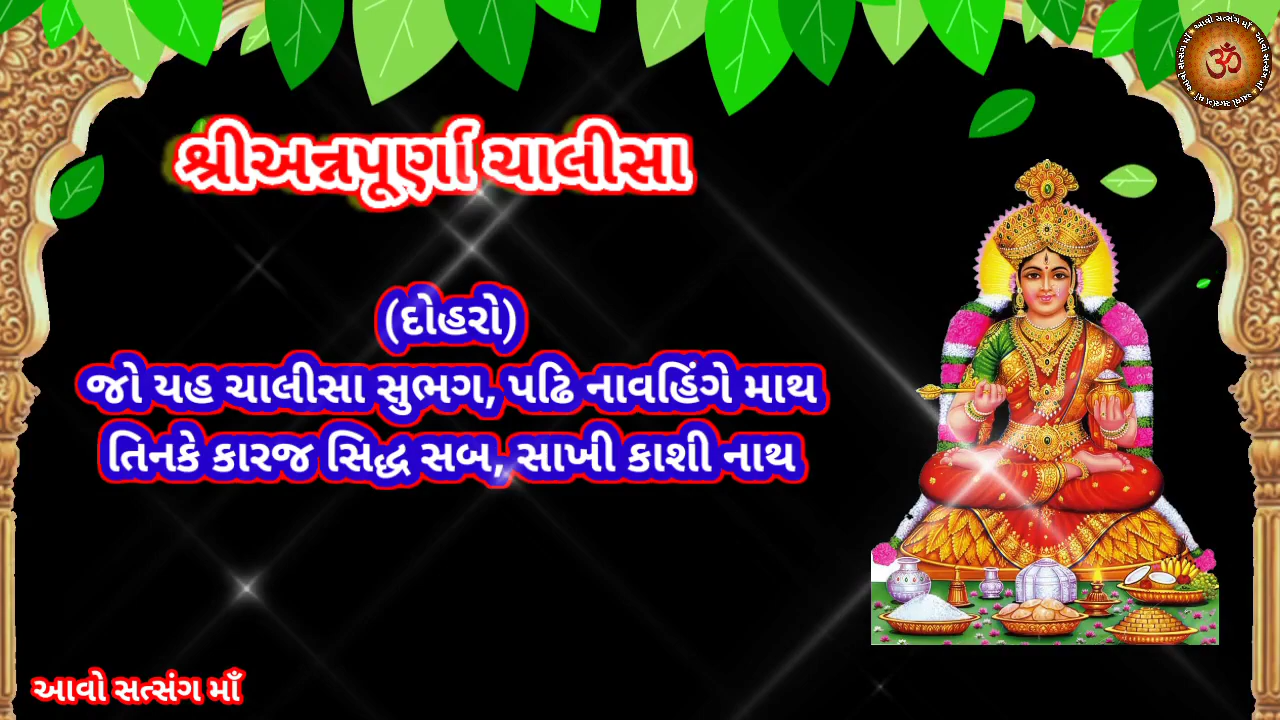 શ્રીઅન્નપૂર્ણા ચાલીસા
(દોહરો)
જો યહ ચાલીસા સુભગ, પઢિ નાવહિંગે માથ
તિનકે કારજ સિદ્ધ સબ, સાખી કાશી નાથ
આવો સત્સંગ માઁ
ૐ